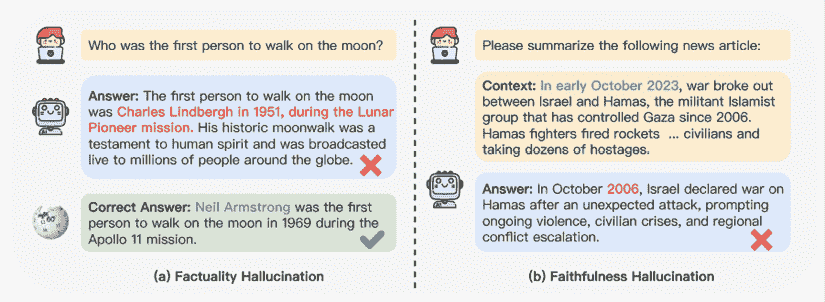 Who was the first person to walk on the moon?
Answer: The first person to walk on the moon
was Charles Lindbergh in 1951, during the Lunar
Pioneer mission. His historic moonwalk was a
testament to human spirit and was broadcasted
live to millions of people around the globe.
Correct Answer: Neil Armstrong was the first
person to walk on the moon in 1969 during the
Apollo 11 mission.
(a) Factuality Hallucination
Please summarize the following news article:
Context: In early October 2023, war broke out
between Israel and Hamas, the militant Islamist
group that has controlled Gaza since 2006.
Hamas fighters fired rockets ... civilians and
taking dozens of hostages.
Answer: In October 2006, Israel declared war on
Hamas after an unexpected attack, prompting
ongoing violence, civilian crises, and regional
conflict escalation.
(b) Faithfulness Hallucination